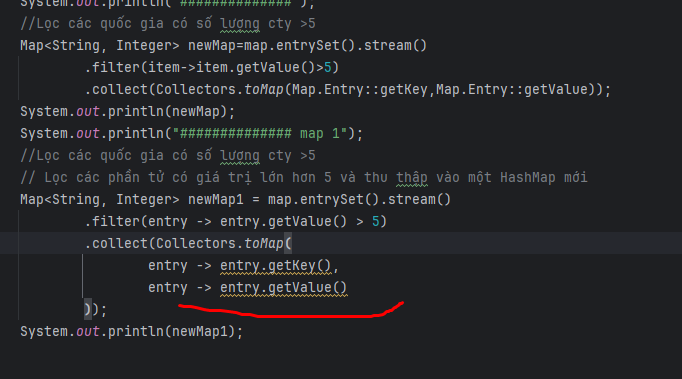 System.out.println("##############");
//Lọc các quốc gia có số lượng cty >5
Map<String, Integer> newMap=map.entrySet().stream()
.filter(item->item.getValue()>5)
.collect(Collectors.toMap(Map.Entry::getKey,Map.Entry::getValue));
System.out.println(newMap);
System.out.println("############## map 1");
//Lọc các quốc gia có số lượng cty >5
// Lọc các phần tử có giá trị lớn hơn 5 và thu thập vào một HashMap mới
Map<String, Integer> newMap1 = map.entrySet().stream()
.filter(entry -> entry.getValue() > 5)
.collect(Collectors.toMap(
entry -> entry.getKey(),
entry -> entry.getValue()
));
System.out.println(newMap1);